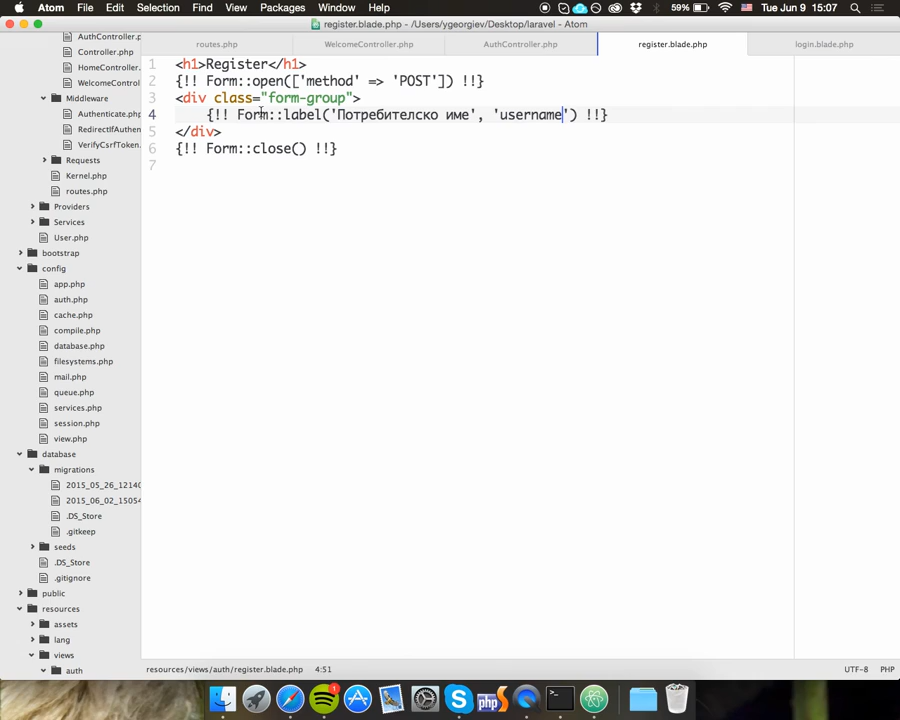 Atom File Edit View Selection Find Packages Window Help 59% Tue Jun 9 15:07
register.blade.php - /Users/ygeorgiev/Desktop/laravel - Atom
routes.php WelcomeController.php AuthController.php register.blade.php login.blade.php
AuthController.ph
Controller.php
HomeController.
WelcomeControl
Middleware
Authenticate.php
RedirectIfAuthen
VerifyCsrfToken.
Requests
Kernel.php
routes.php
Providers
Services
User.php
bootstrap
config
app.php
auth.php
cache.php
compile.php
database.php
filesystems.php
mail.php
queue.php
services.php
session.php
view.php
database
migrations
2015_05_26_12140
2015_06_02_15054
.DS_Store
.gitkeep
seeds
.DS_Store
.gitignore
public
resources
assets
lang
views
auth
1 <h1>Register</h1>
2 {!! Form::open(['method' => 'POST']) !!}
3 <div class="form-group">
4 {!! Form::label('Потребителско име', 'username') !!}
5 </div>
6 {!! Form::close() !!}
7
resources/views/auth/register.blade.php 4:51 UTF-8 PHP
1
php